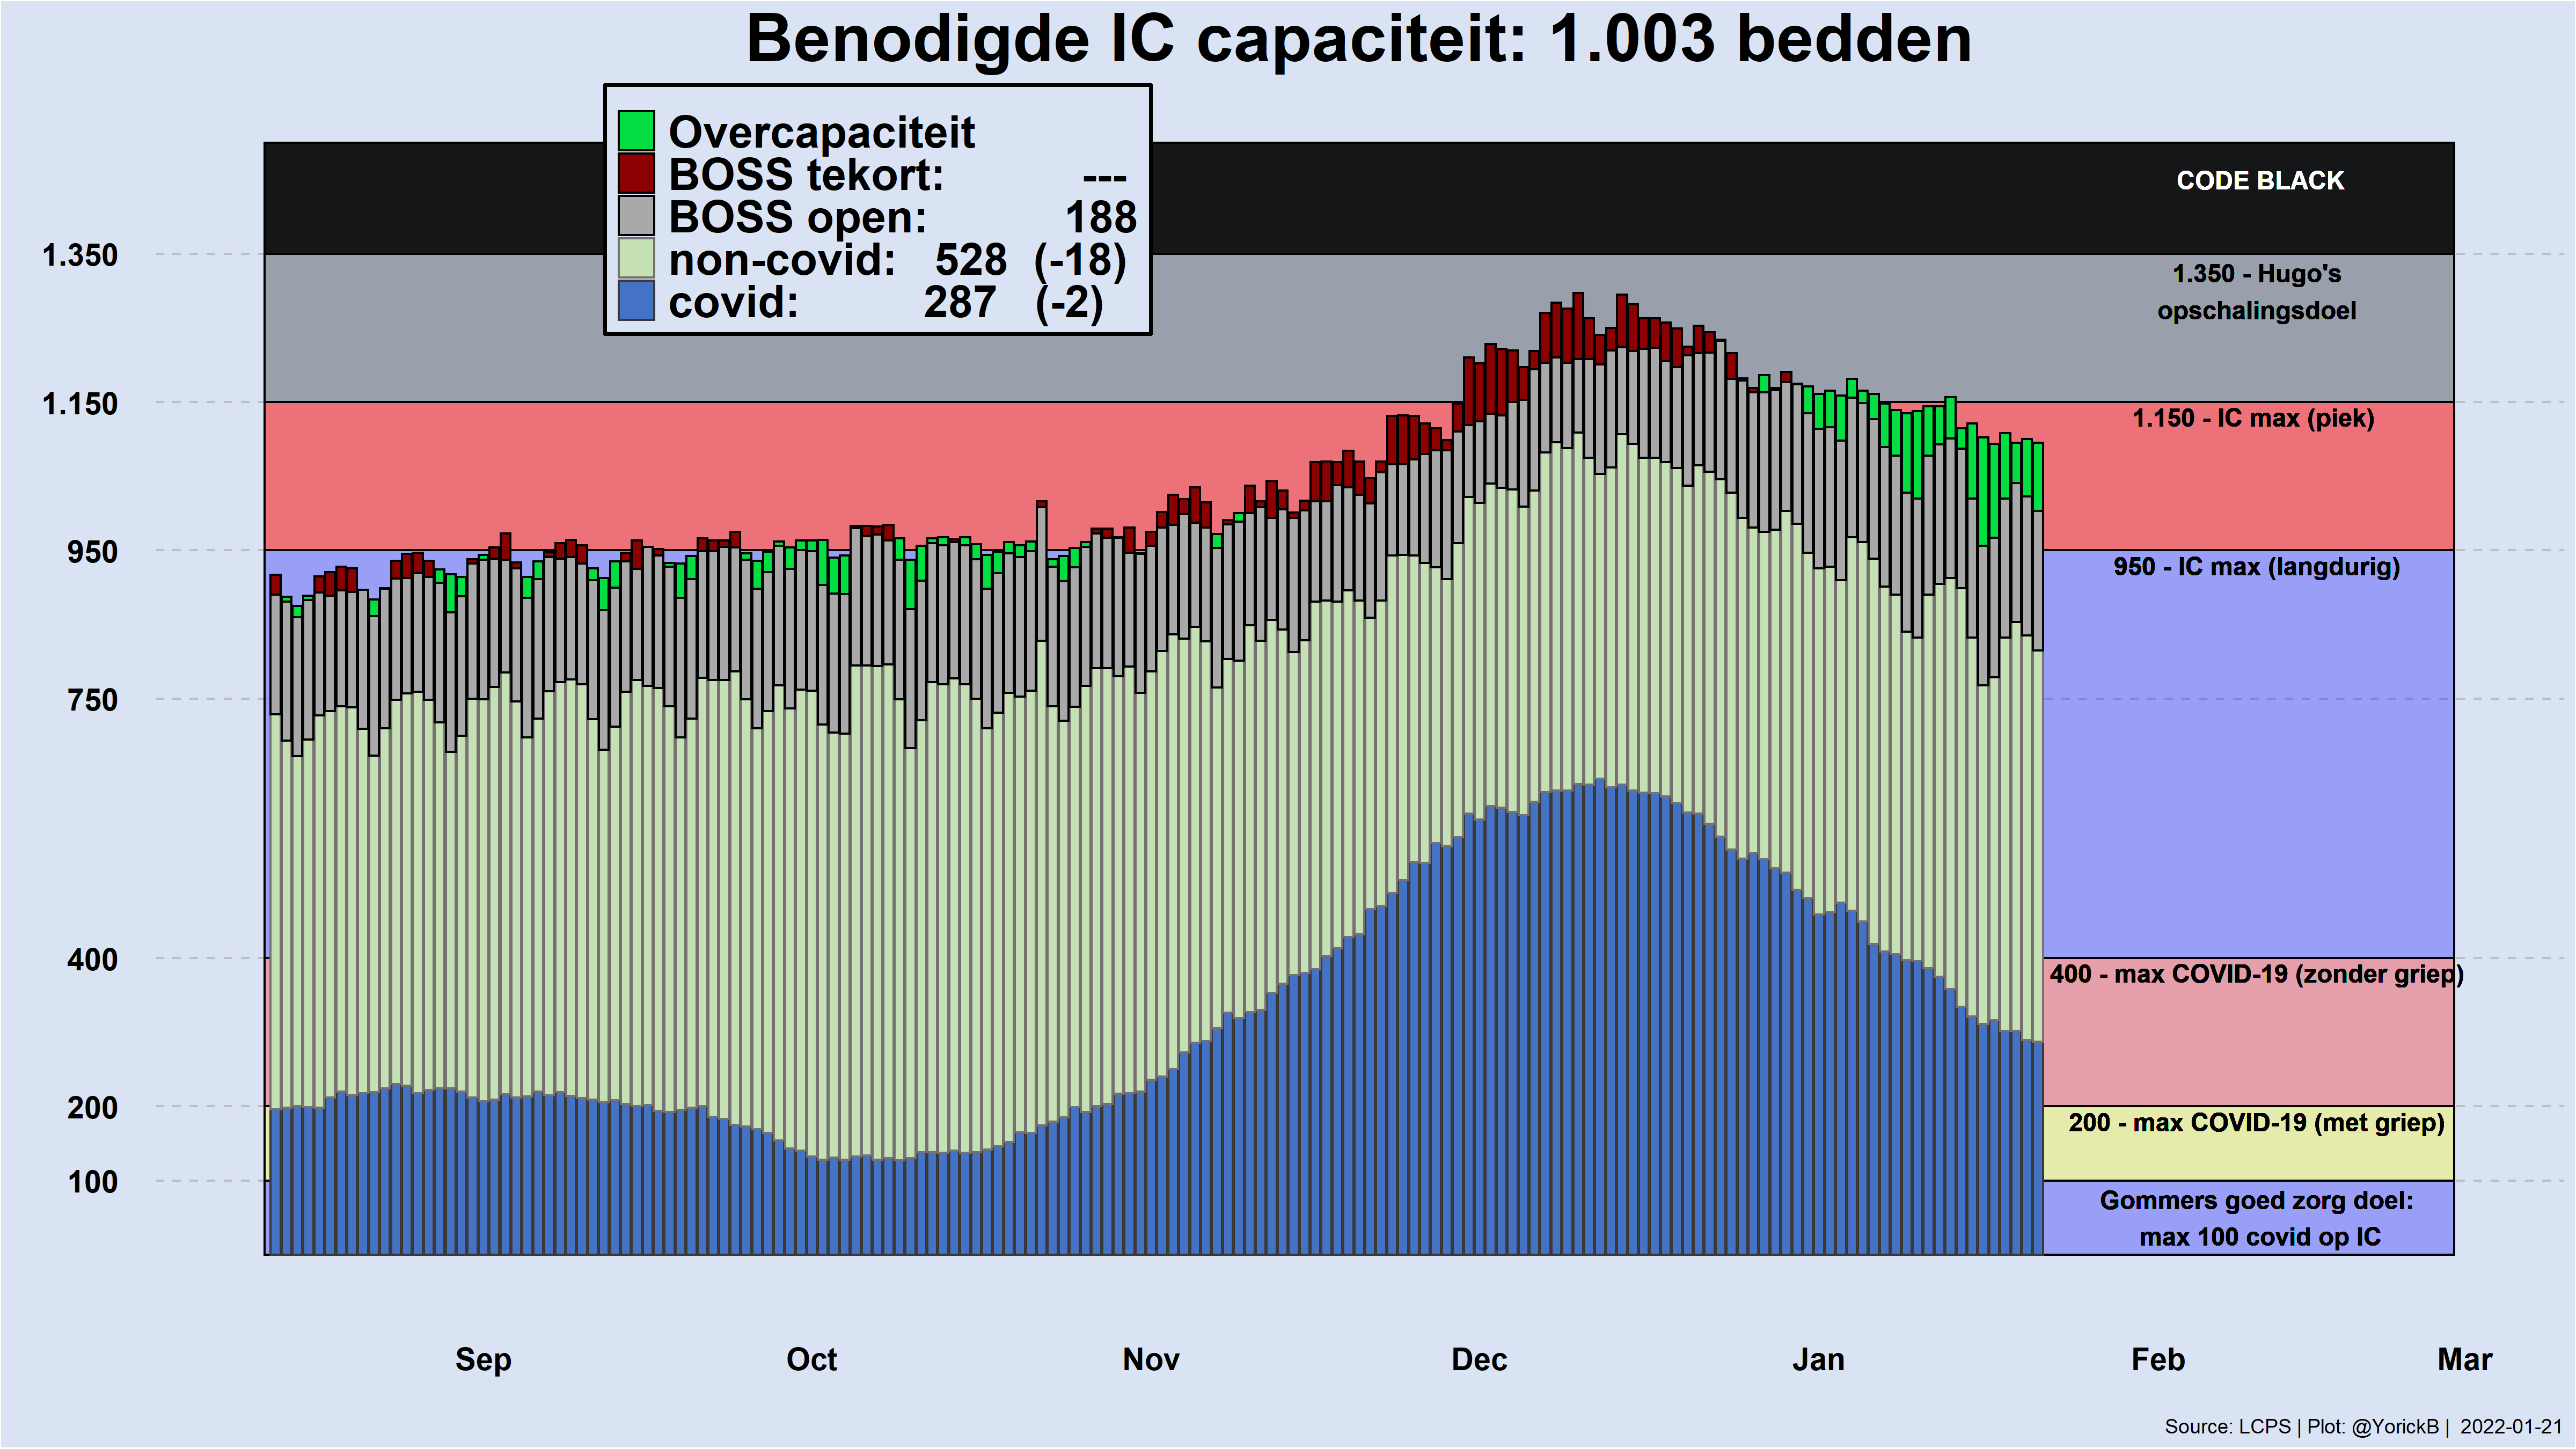 Benodigde IC capaciteit: 1.003 bedden
Overcapaciteit
BOSS tekort: ---
BOSS open: 188
non-covid: 528 (-18)
covid: 287 (-2)
CODE BLACK
1.350
1.350 - Hugo's
opschalingsdoel
1.150
1.150 - IC max (piek)
950
950 - IC max (langdurig)
750
400
400 - max COVID-19 (zonder griep)
200
200 - max COVID-19 (met griep)
100
Gommers goed zorg doel:
max 100 covid op IC
Sep Oct Nov Dec Jan Feb Mar
Source: LCPS | Plot: @YorickB | 2022-01-21